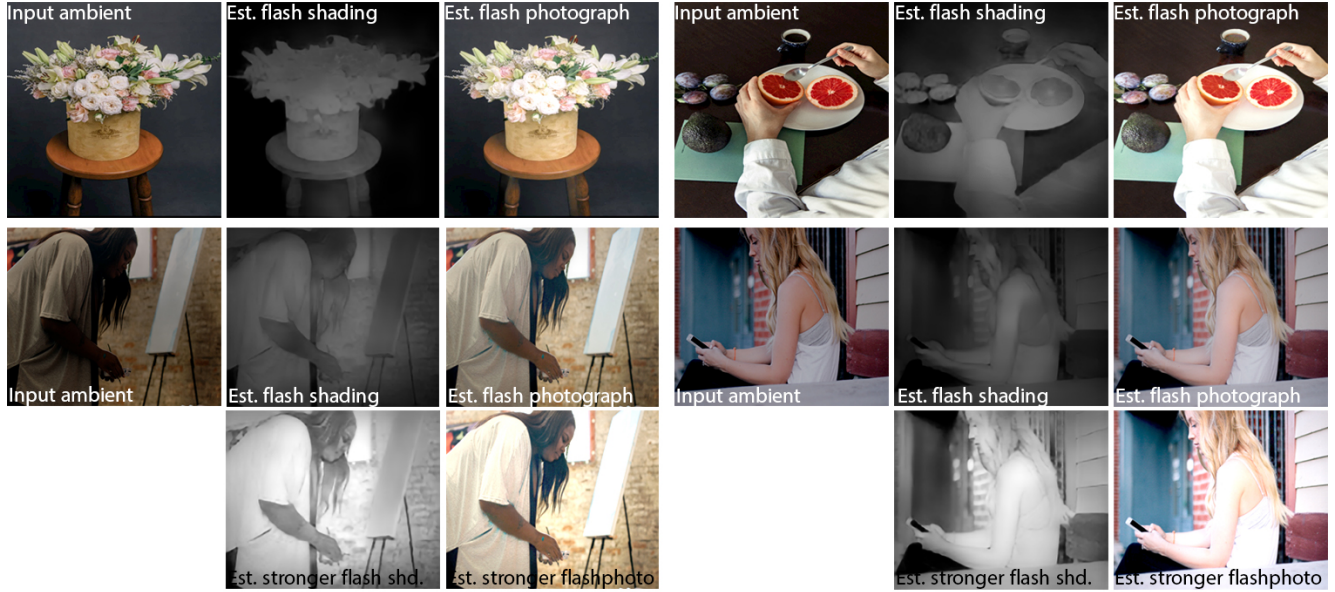 Input ambient
Est. flash shading
Est. flash photograph
Input ambient
Est. flash shading
Est. flash photograph
Input ambient
Est. flash shading
Est. flash photograph
Input ambient
Est. flash shading
Est. flash photograph
Est. stronger flash shd.
Est. stronger flashphoto
Est. stronger flash shd.
Est. stronger flashphoto